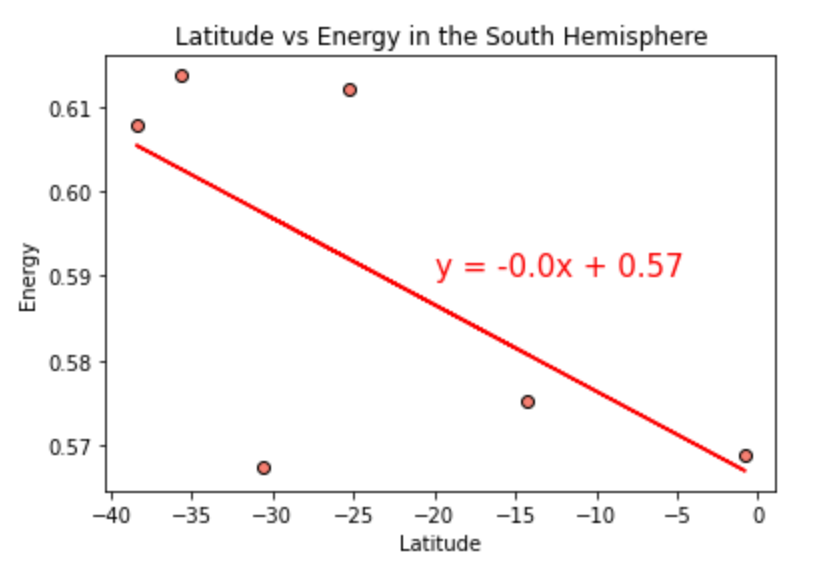 Latitude vs Energy in the South Hemisphere
0.61
0.60
0.59
0.58
0.57
Energy
y = -0.0x + 0.57
−40 −35 −30 −25 −20 −15 −10 −5 0
Latitude